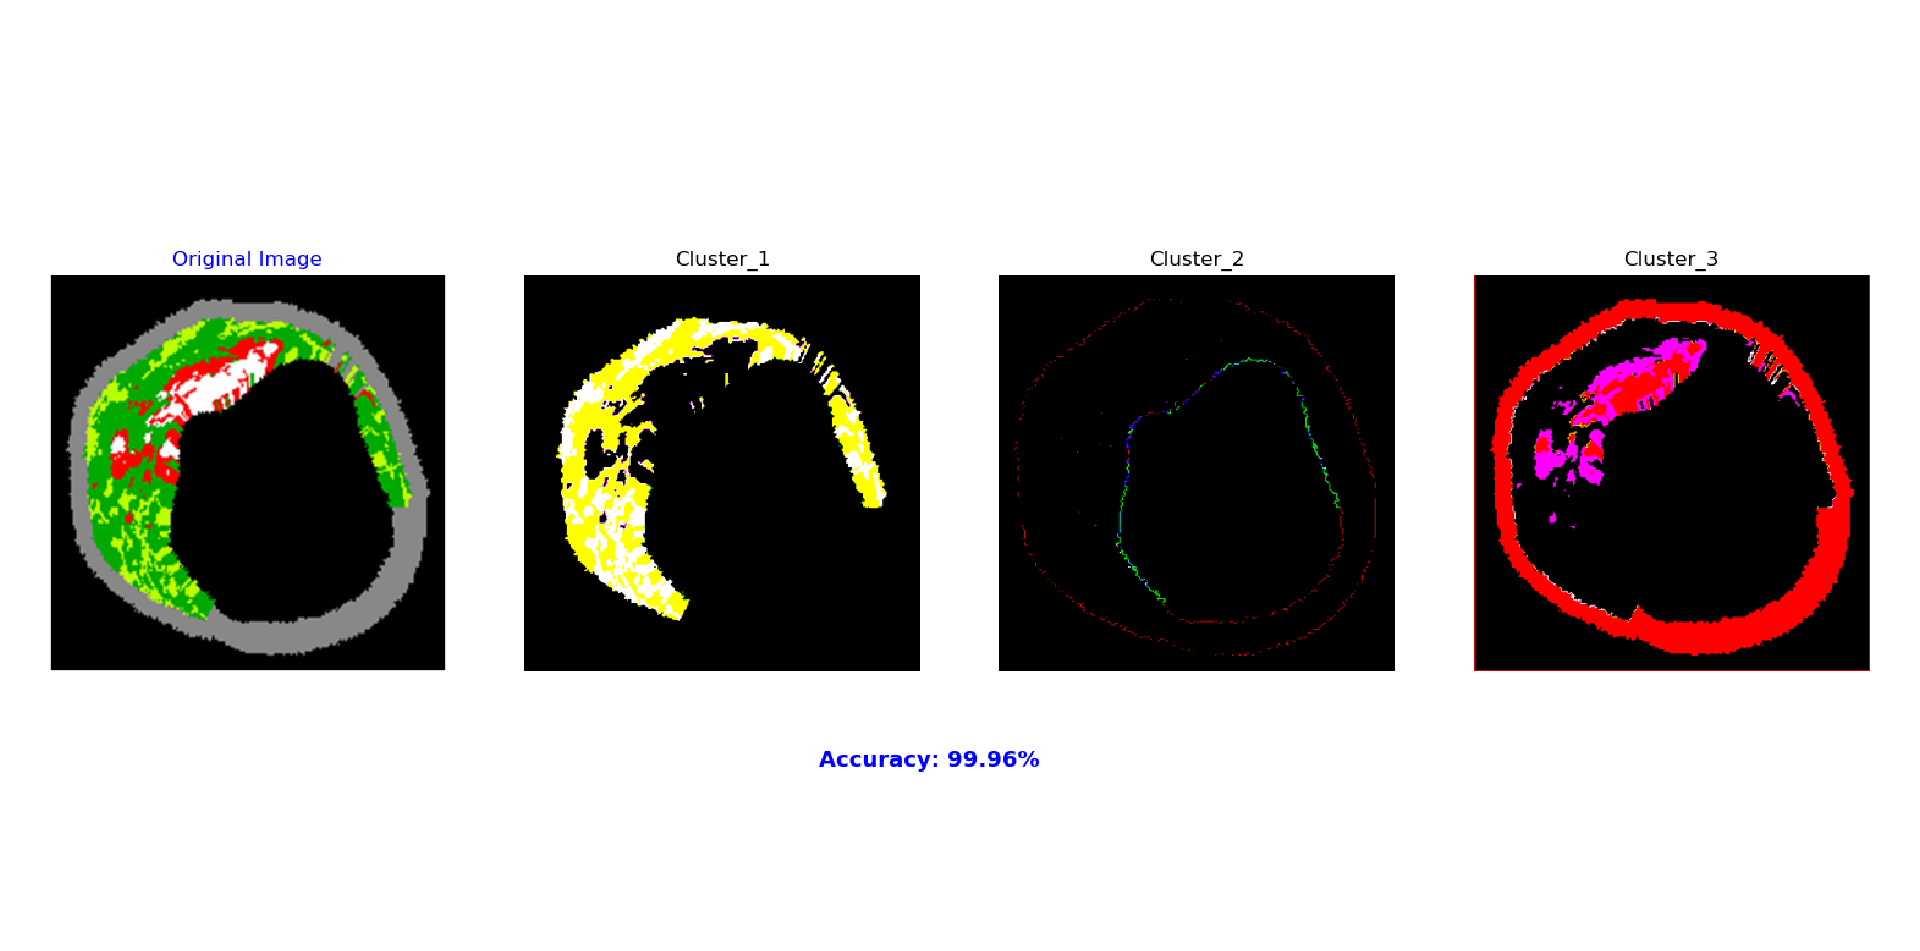 Original Image
Cluster_1
Cluster_2
Cluster_3
Accuracy: 99.96%